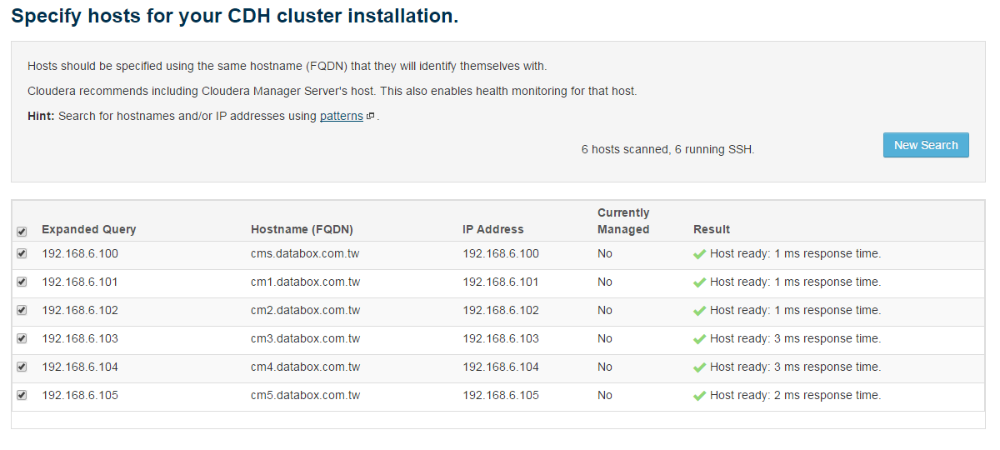 Specify hosts for your CDH cluster installation.
Hosts should be specified using the same hostname (FQDN) that they will identify themselves with.
Cloudera recommends including Cloudera Manager Server's host. This also enables health monitoring for that host.
Hint: Search for hostnames and/or IP addresses using patterns .
6 hosts scanned, 6 running SSH.
New Search
Expanded Query Hostname (FQDN) IP Address Currently Managed Result
192.168.6.100 cms.databox.com.tw 192.168.6.100 No Host ready: 1 ms response time.
192.168.6.101 cm1.databox.com.tw 192.168.6.101 No Host ready: 1 ms response time.
192.168.6.102 cm2.databox.com.tw 192.168.6.102 No Host ready: 1 ms response time.
192.168.6.103 cm3.databox.com.tw 192.168.6.103 No Host ready: 3 ms response time.
192.168.6.104 cm4.databox.com.tw 192.168.6.104 No Host ready: 3 ms response time.
192.168.6.105 cm5.databox.com.tw 192.168.6.105 No Host ready: 2 ms response time.